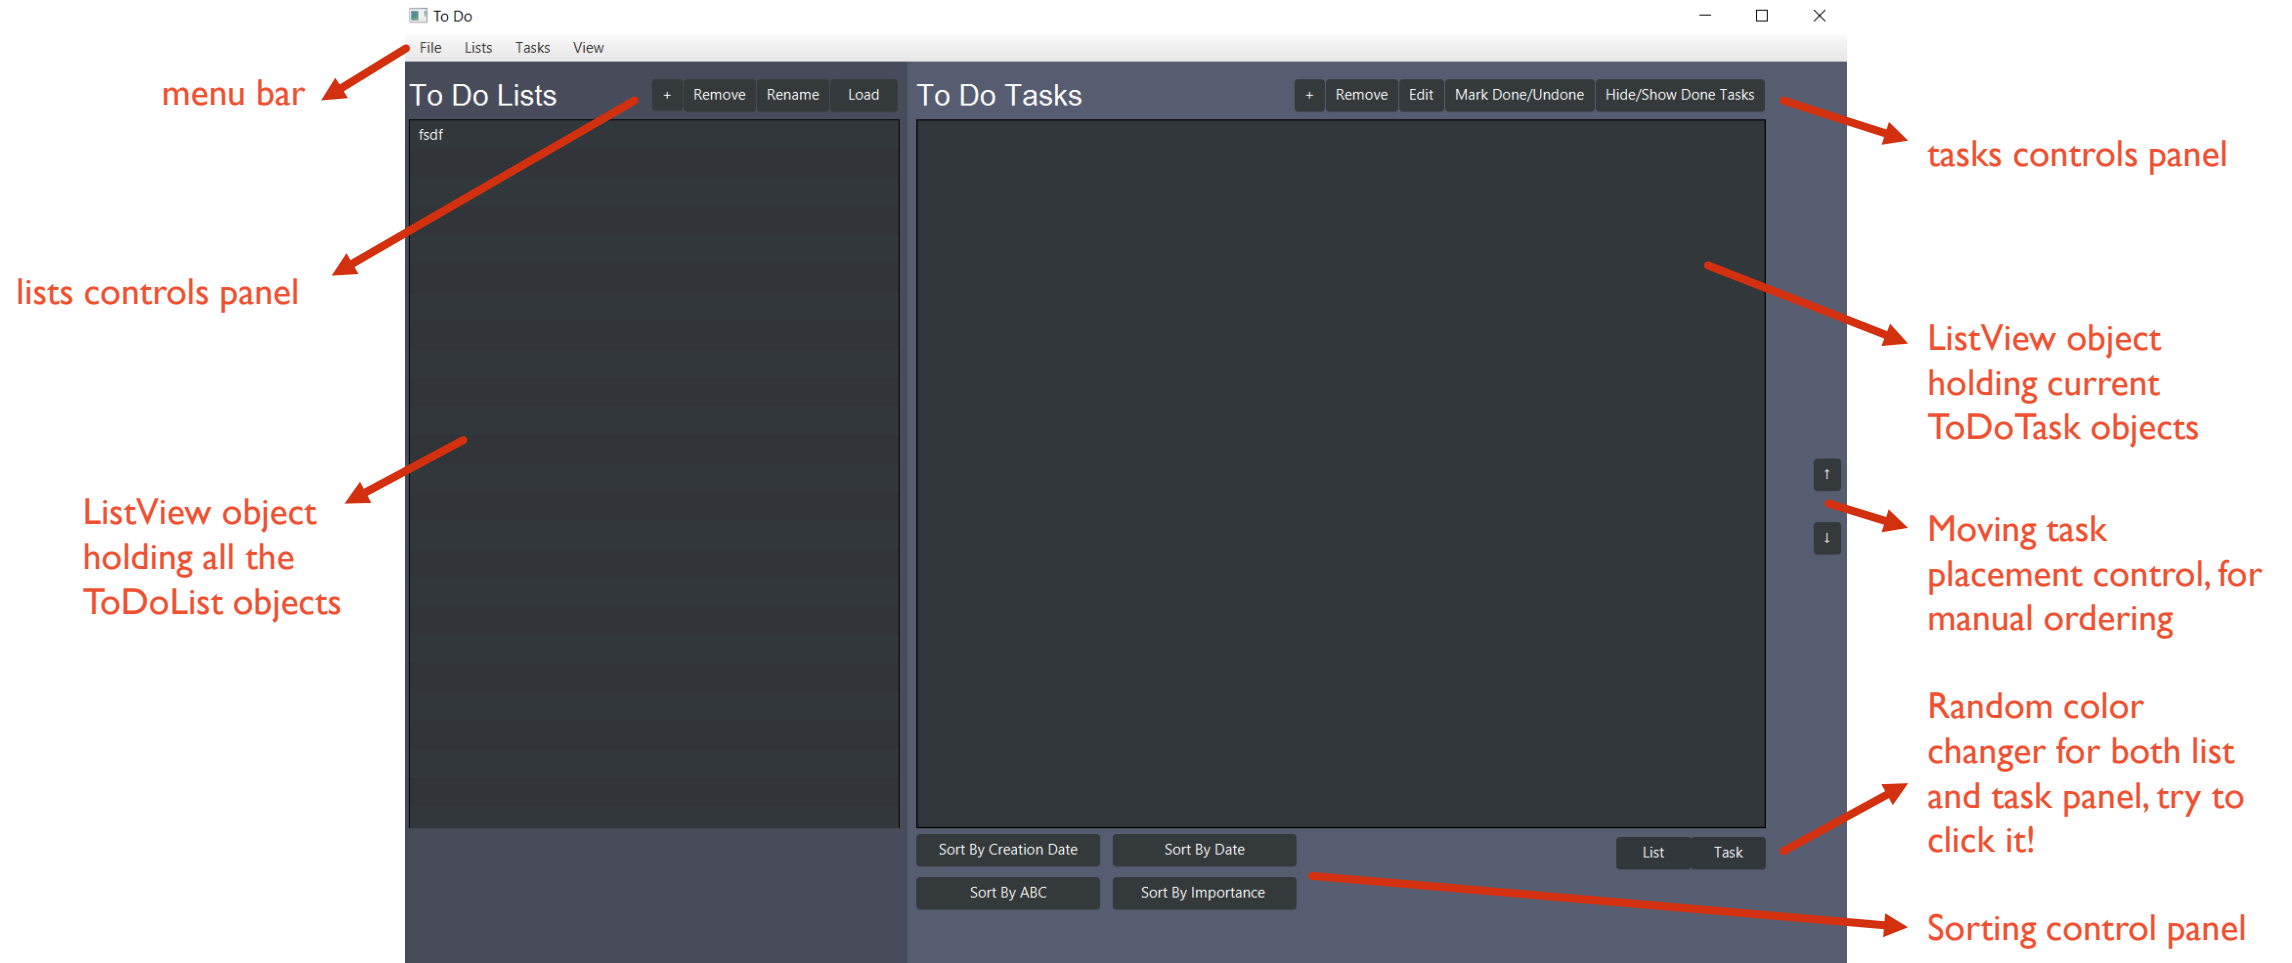 To Do
File Lists Tasks View
menu bar
To Do Lists
+ Remove Rename Load
To Do Tasks
+ Remove Edit Mark Done/Undone Hide/Show Done Tasks
fsdf
tasks controls panel
lists controls panel
ListView object
holding current
ToDoTask objects
↑
↓
ListView object
holding all the
ToDoList objects
Moving task
placement control, for
manual ordering
Random color
changer for both list
and task panel, try to
click it!
Sort By Creation Date Sort By Date
List Task
Sort By ABC Sort By Importance
Sorting control panel